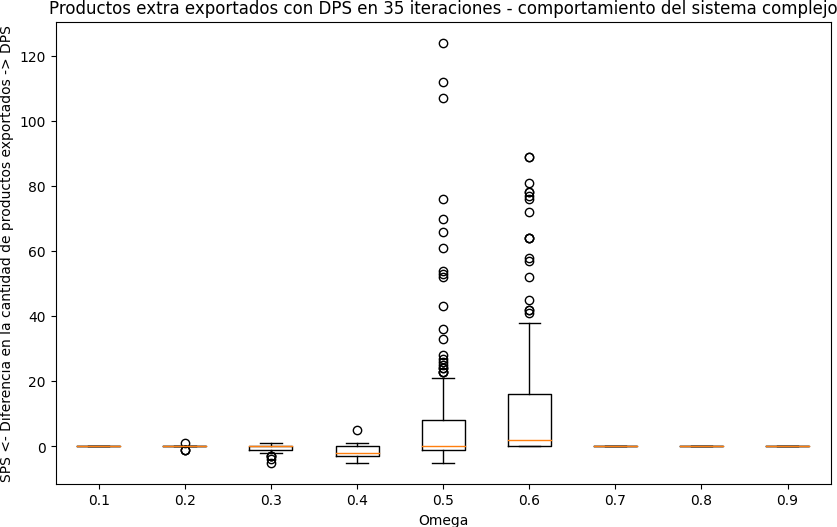 Productos extra exportados con DPS en 35 iteraciones - comportamiento del sistema complejo
SPS <- Diferencia en la cantidad de productos exportados -> DPS
120
100
80
60
40
20
0
0.1 0.2 0.3 0.4 0.5 0.6 0.7 0.8 0.9
Omega